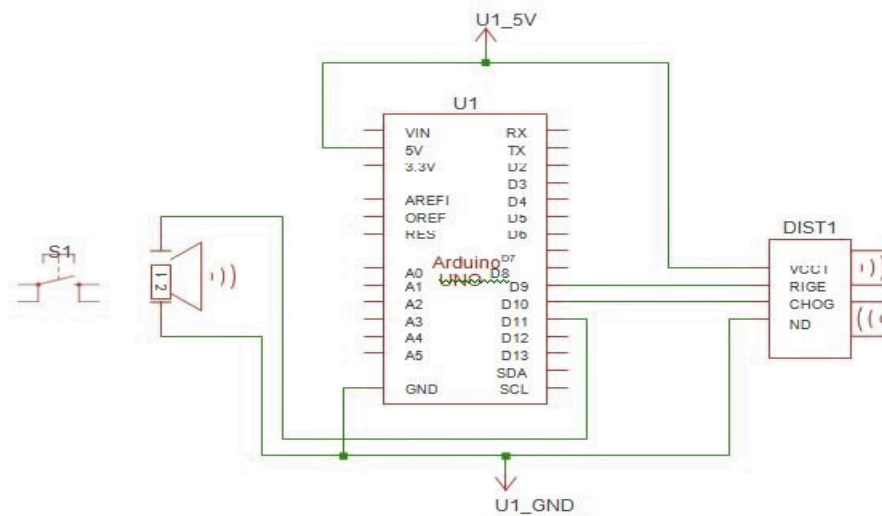 U1_5V
U1
VIN RX
5V TX
3.3V D2
D3
AREFI D4
OREF D5
RES D6
D7
Arduino
UNO
A0 D8
A1 D9
A2 D10
A3 D11
A4 D12
A5 D13
SDA
GND SCL
S1
1 2
DIST1
VCCT
RIGE
CHOG
ND
U1_GND